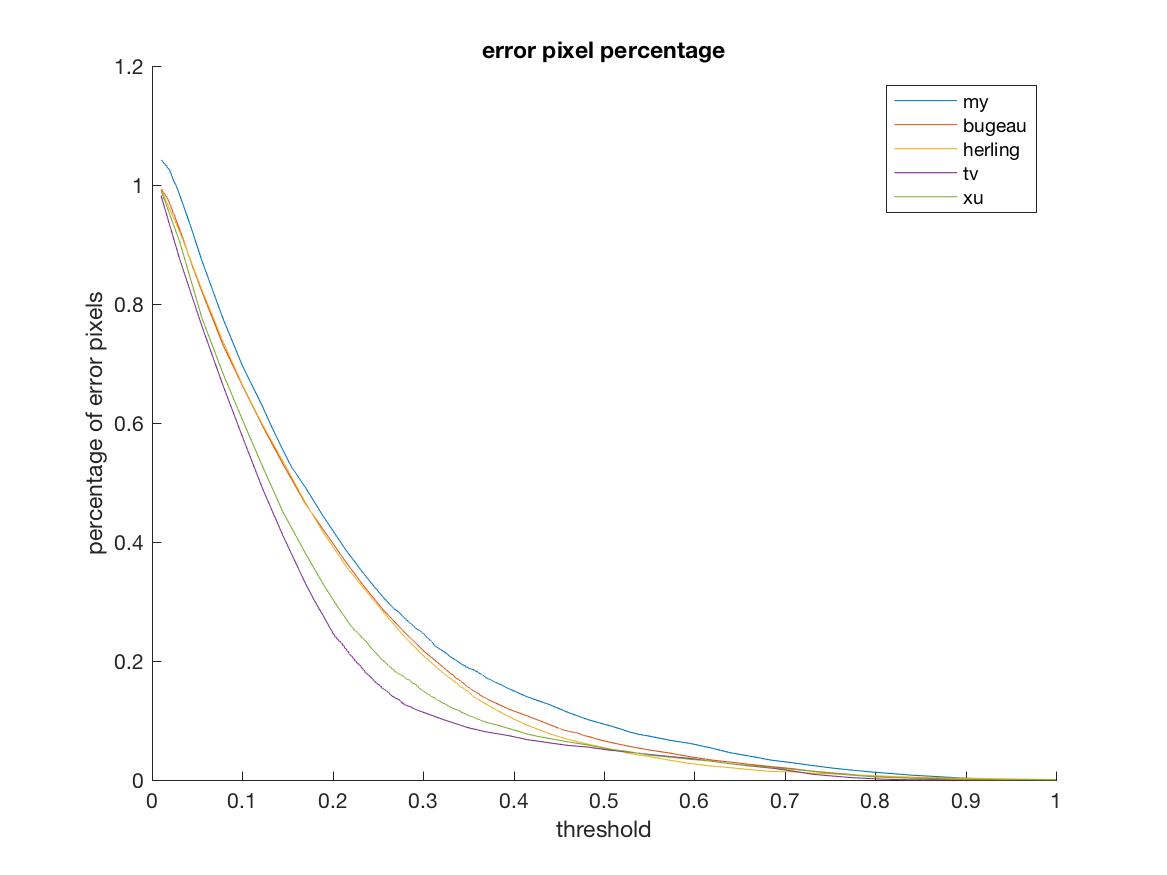 error pixel percentage
1.2
1
0.8
0.6
0.4
0.2
0
percentage of error pixels
my
bugeau
herling
tv
xu
0 0.1 0.2 0.3 0.4 0.5 0.6 0.7 0.8 0.9 1
threshold